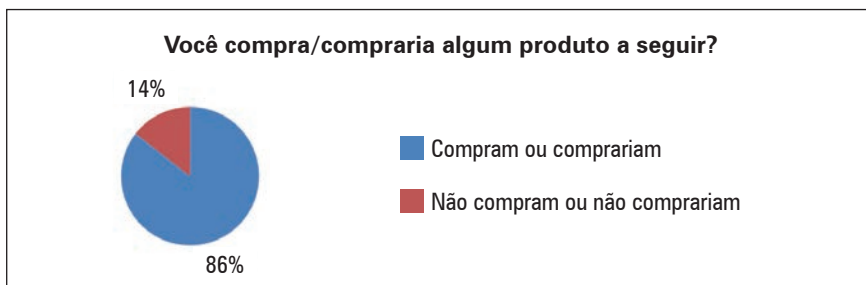 Você compra/compraria algum produto a seguir?
14%
Compram ou comprariam
Não compram ou não comprariam
86%